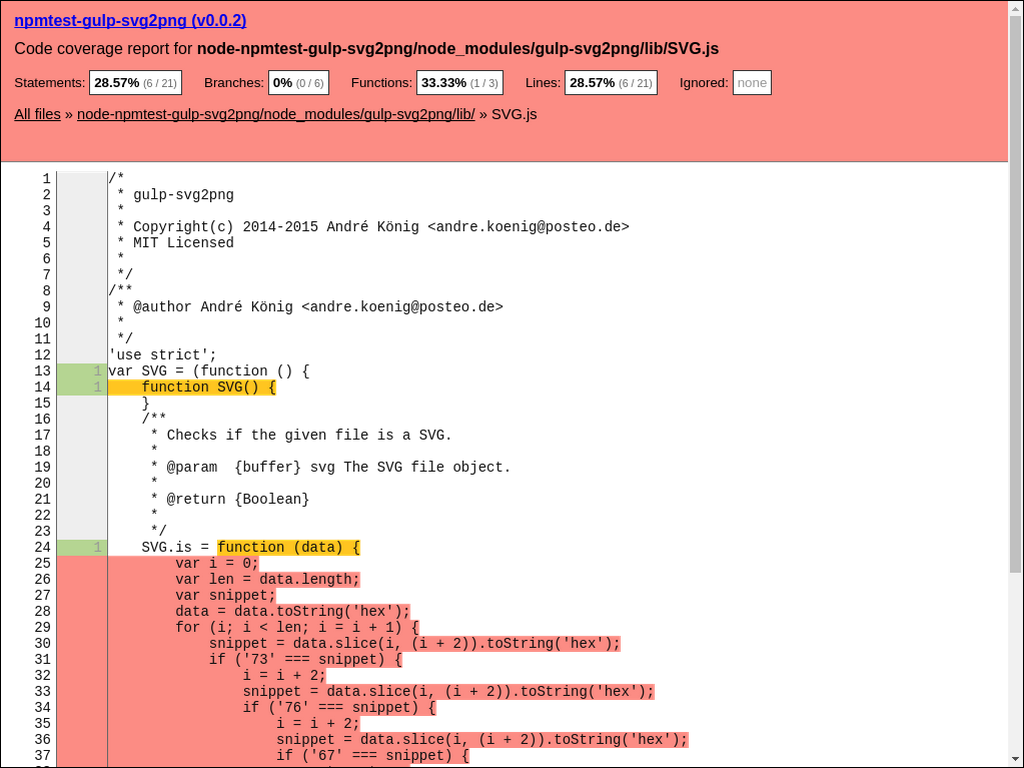 npmtest-gulp-svg2png (v0.0.2)
Code coverage report for node-npmtest-gulp-svg2png/node_modules/gulp-svg2png/lib/SVG.js
Statements: 28.57% (6 / 21) Branches: 0% (0 / 6) Functions: 33.33% (1 / 3) Lines: 28.57% (6 / 21) Ignored: none
All files » node-npmtest-gulp-svg2png/node_modules/gulp-svg2png/lib/ » SVG.js
1 /*
2  * gulp-svg2png
3  *
4  * Copyright(c) 2014-2015 André König <andre.koenig@posteo.de>
5  * MIT Licensed
6  *
7  */
8 /**
9  * @author André König <andre.koenig@posteo.de>
10  *
11  */
12 'use strict';
13 1 var SVG = (function () {
14 1     function SVG() {
15     }
16     /**
17      * Checks if the given file is a SVG.
18      *
19      * @param  {buffer} svg The SVG file object.
20      *
21      * @return {Boolean}
22      *
23      */
24 1     SVG.is = function (data) {
25         var i = 0;
26         var len = data.length;
27         var snippet;
28         data = data.toString('hex');
29         for (i; i < len; i = i + 1) {
30             snippet = data.slice(i, (i + 2)).toString('hex');
31             if ('73' === snippet) {
32                 i = i + 2;
33                 snippet = data.slice(i, (i + 2)).toString('hex');
34                 if ('76' === snippet) {
35                     i = i + 2;
36                     snippet = data.slice(i, (i + 2)).toString('hex');
37                     if ('67' === snippet) {